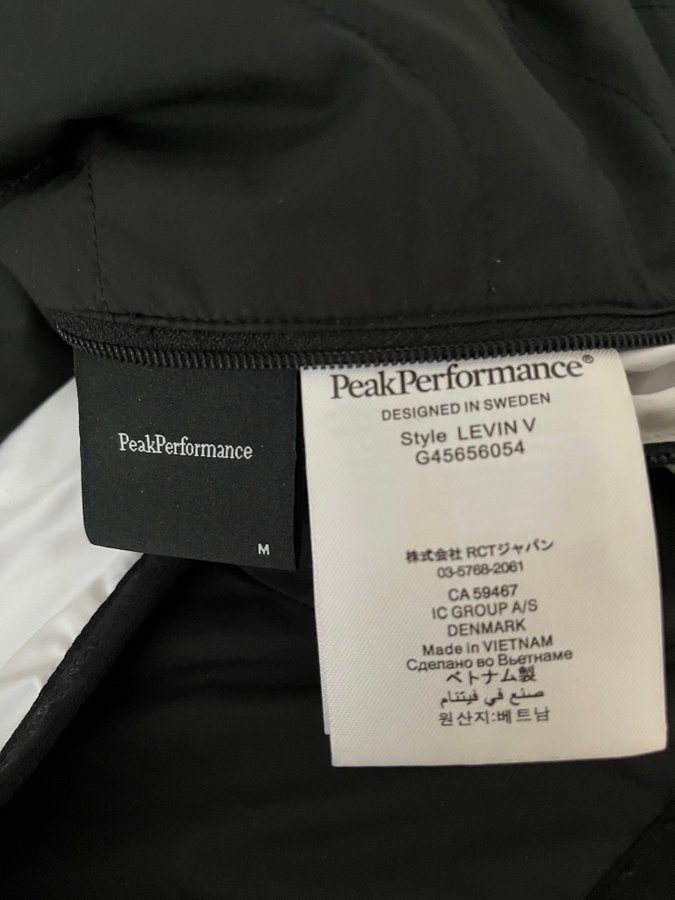 PeakPerformance
M
PeakPerformance®
DESIGNED IN SWEDEN
Style LEVIN V
G45656054
株式会社 RCTジャパン
03-5768-2061
CA 59467
IC GROUP A/S
DENMARK
Made in VIETNAM
Сделано во Вьетнаме
ベトナム製
صنع في فيتنام
원산지:베트남